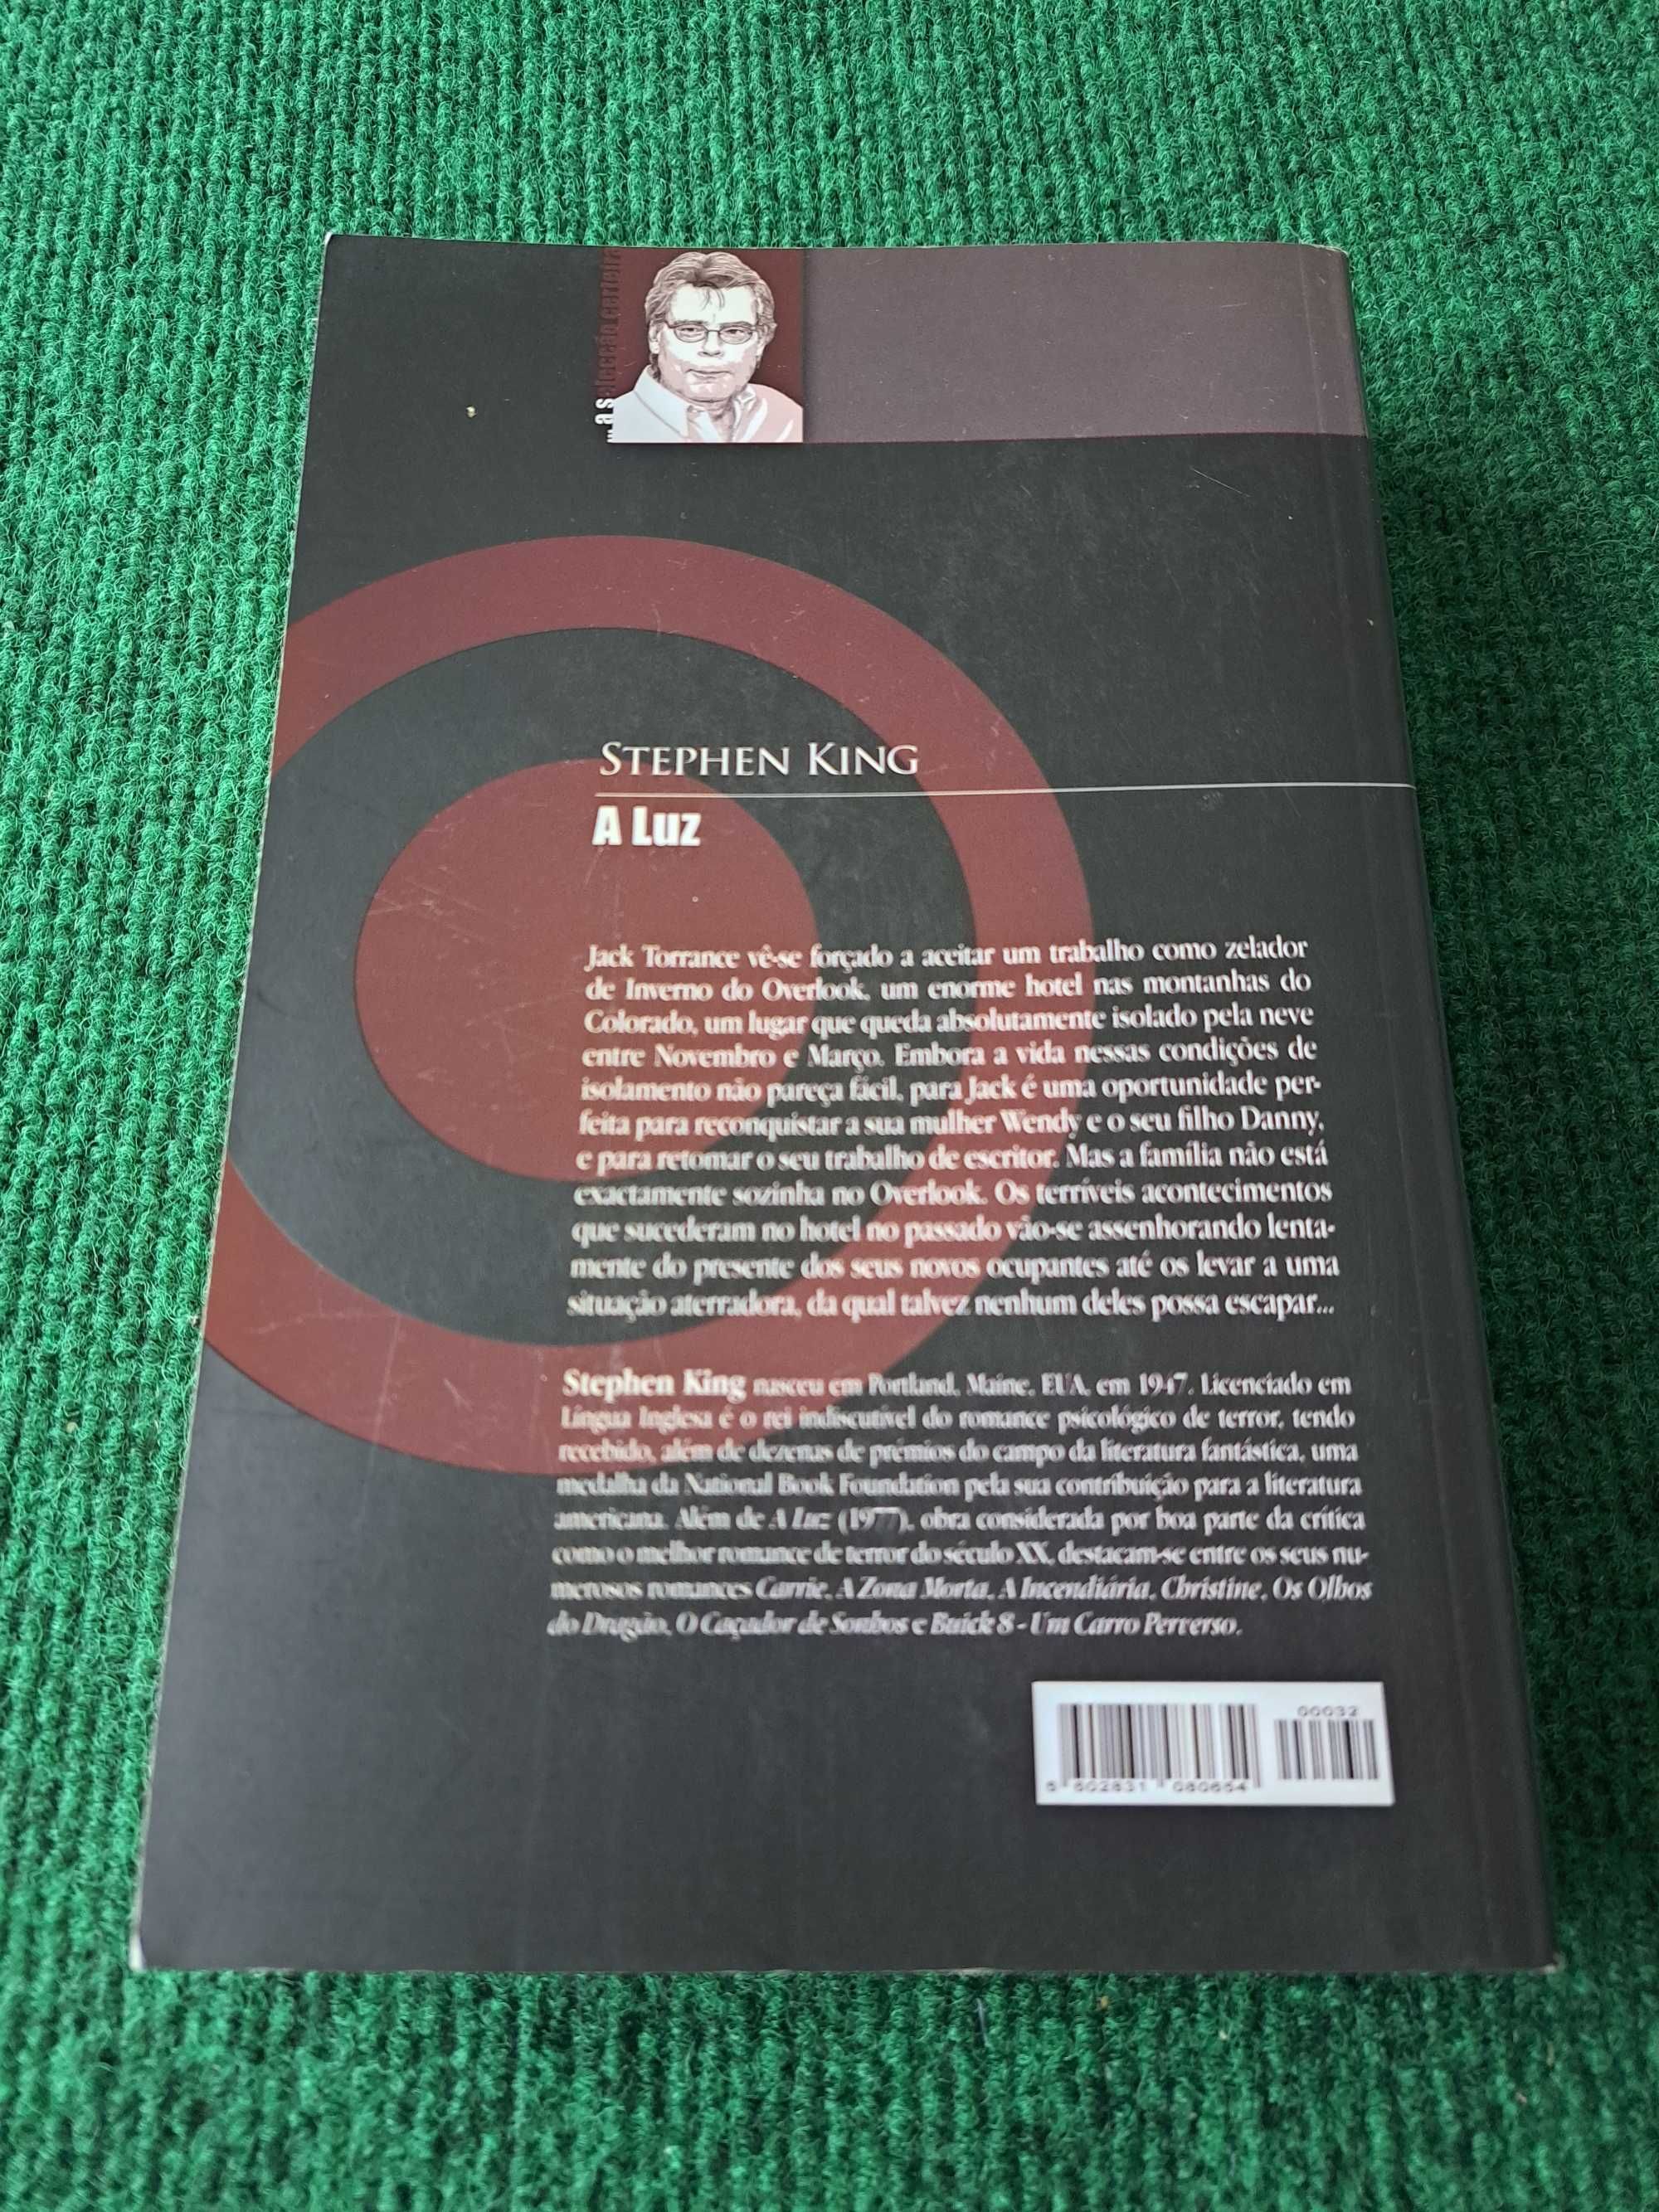 a selecção certeira
STEPHEN KING
A LUZ
Jack Torrance vê-se forçado a aceitar um trabalho como zelador
de Inverno do Overlook, um enorme hotel nas montanhas do
Colorado, um lugar que queda absolutamente isolado pela neve
entre Novembro e Março. Embora a vida nessas condições de
isolamento não pareça fácil, para Jack é uma oportunidade per-
feita para reconquistar a sua mulher Wendy e o seu filho Danny,
e para retomar o seu trabalho de escritor. Mas a família não está
exactamente sozinha no Overlook. Os terríveis acontecimentos
que sucederam no hotel no passado vão-se assenhorando lenta-
mente do presente dos seus novos ocupantes até os levar a uma
situação aterradora, da qual talvez nenhum deles possa escapar...
Stephen King nasceu em Portland, Maine, EUA, em 1947. Licenciado em
Língua Inglesa é o rei indiscutível do romance psicológico de terror, tendo
recebido, além de dezenas de prémios do campo da literatura fantástica, uma
medalha da National Book Foundation pela sua contribuição para a literatura
americana. Além de A Luz (1977), obra considerada por boa parte da crítica
como o melhor romance de terror do século XX, destacam-se entre os seus nu-
merosos romances Carrie, A Zona Morta, A Incendiária, Christine, Os Olhos
do Dragão, O Caçador de Sonhos e Buick 8 - Um Carro Perverso.
00032
5 602831 080654